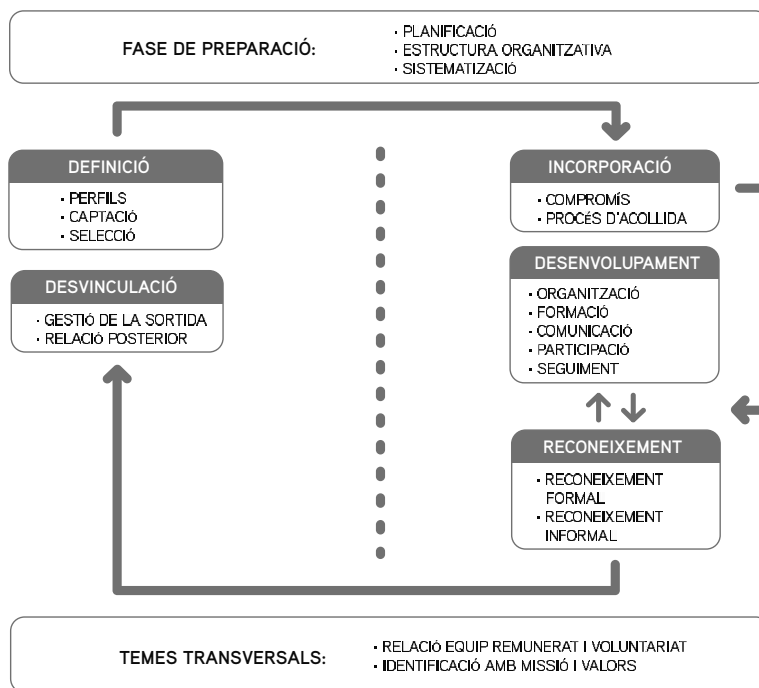 FASE DE PREPARACIÓ:
· PLANIFICACIÓ
· ESTRUCTURA ORGANITZATIVA
· SISTEMATIZACIÓ
DEFINICIÓ
· PERFILS
· CAPTACIÓ
· SELECCIÓ
DESVINCULACIÓ
· GESTIÓ DE LA SORTIDA
· RELACIÓ POSTERIOR
INCORPORACIÓ
· COMPROMÍS
· PROCÉS D'ACOLLIDA
DESENVOLUPAMENT
· ORGANITZACIÓ
· FORMACIÓ
· COMUNICACIÓ
· PARTICIPACIÓ
· SEGUIMENT
RECONEIXEMENT
· RECONEIXEMENT
FORMAL
· RECONEIXEMENT
INFORMAL
TEMES TRANSVERSALS:
· RELACIÓ EQUIP REMUNERAT I VOLUNTARIAT
· IDENTIFICACIÓ AMB MISSIÓ I VALORS